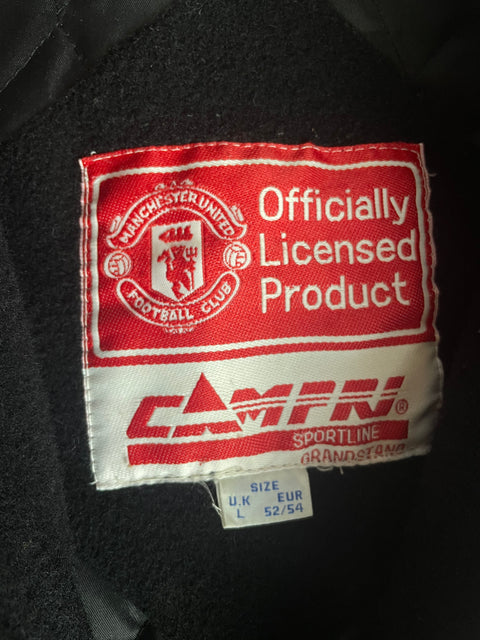 MANCHESTER UNITED
FOOTBALL CLUB
Officially
Licensed
Product
CAMPRI®
SPORTLINE
GRANDSTAND
SIZE
U.K EUR
L 52/54